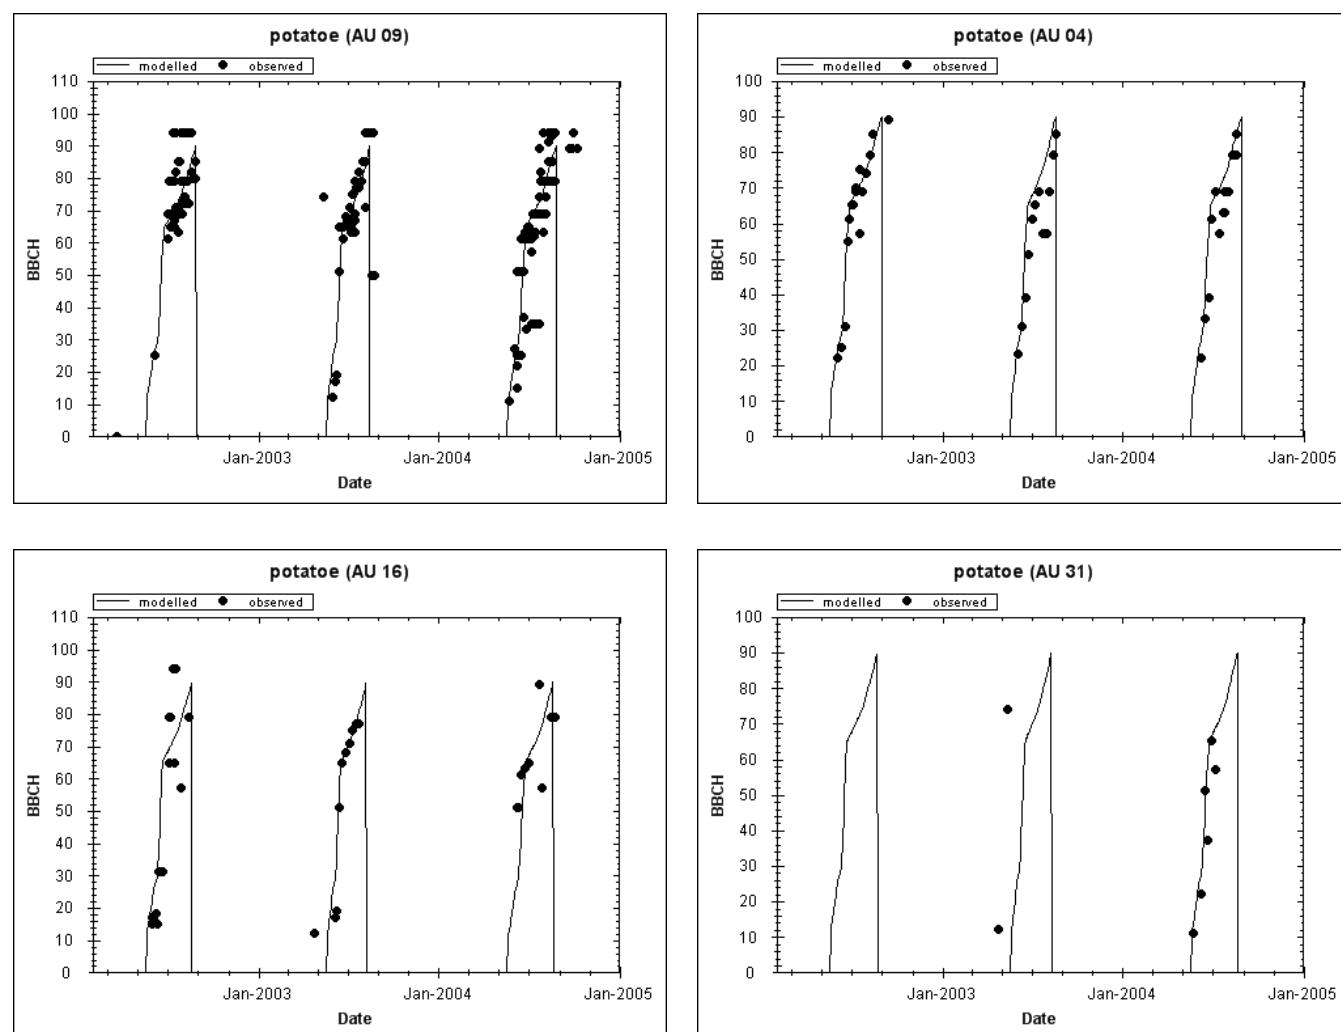 potatoe (AU 09)
modelled observed
110
100
90
80
70
60
50
40
30
20
10
0
BBCH
Jan-2003 Jan-2004 Jan-2005
Date
potatoe (AU 04)
modelled observed
100
90
80
70
60
50
40
30
20
10
0
BBCH
Jan-2003 Jan-2004 Jan-2005
Date
potatoe (AU 16)
modelled observed
110
100
90
80
70
60
50
40
30
20
10
0
BBCH
Jan-2003 Jan-2004 Jan-2005
Date
potatoe (AU 31)
modelled observed
100
90
80
70
60
50
40
30
20
10
0
BBCH
Jan-2003 Jan-2004 Jan-2005
Date